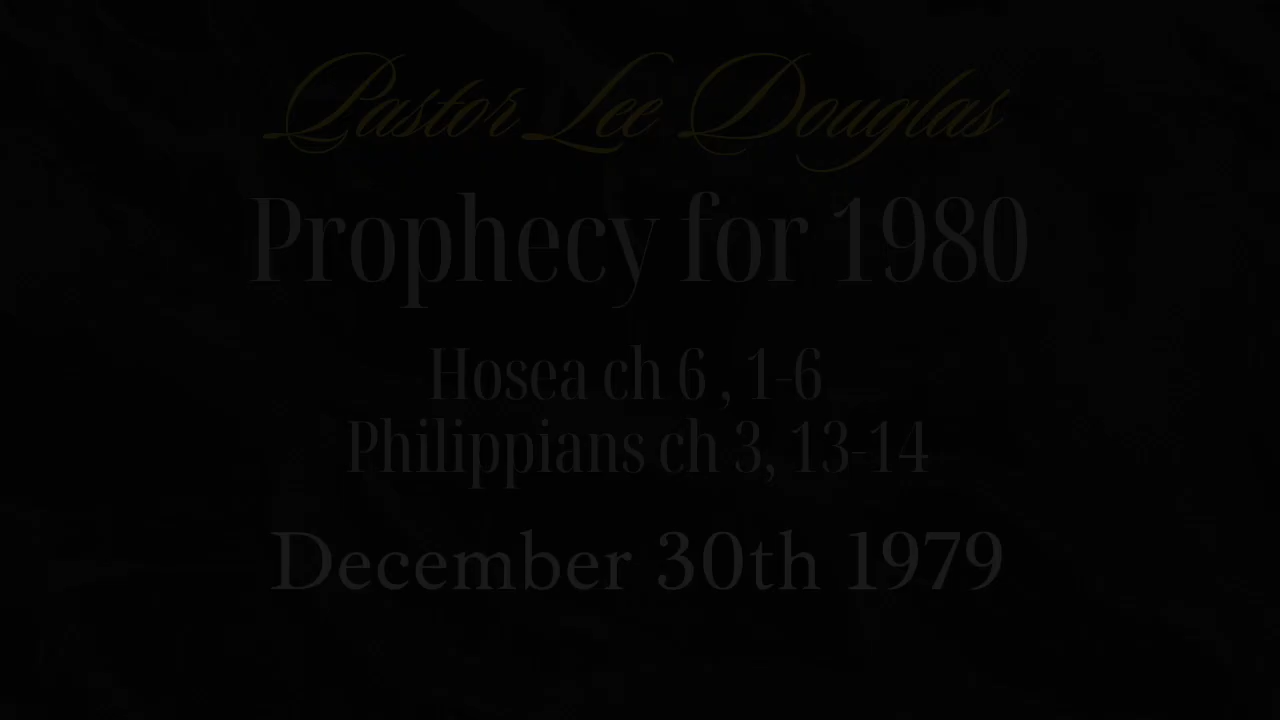 Pastor Lee Douglas
Prophecy for 1980
Hosea ch 6 , 1-6
Philippians ch 3, 13-14
December 30th 1979